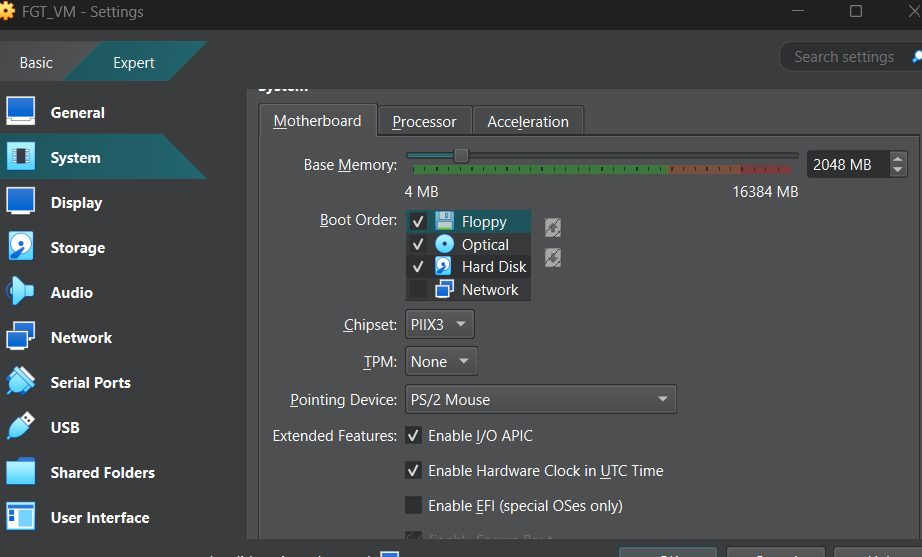 FGT_VM - Settings
Basic
Expert
Search settings
General
System
Display
Storage
Audio
Network
Serial Ports
USB
Shared Folders
User Interface
System
Motherboard
Processor
Acceleration
Base Memory:
2048 MB
4 MB
16384 MB
Boot Order:
Floppy
Optical
Hard Disk
Network
Chipset:
PIIX3
TPM:
None
Pointing Device:
PS/2 Mouse
Extended Features:
Enable I/O APIC
Enable Hardware Clock in UTC Time
Enable EFI (special OSes only)